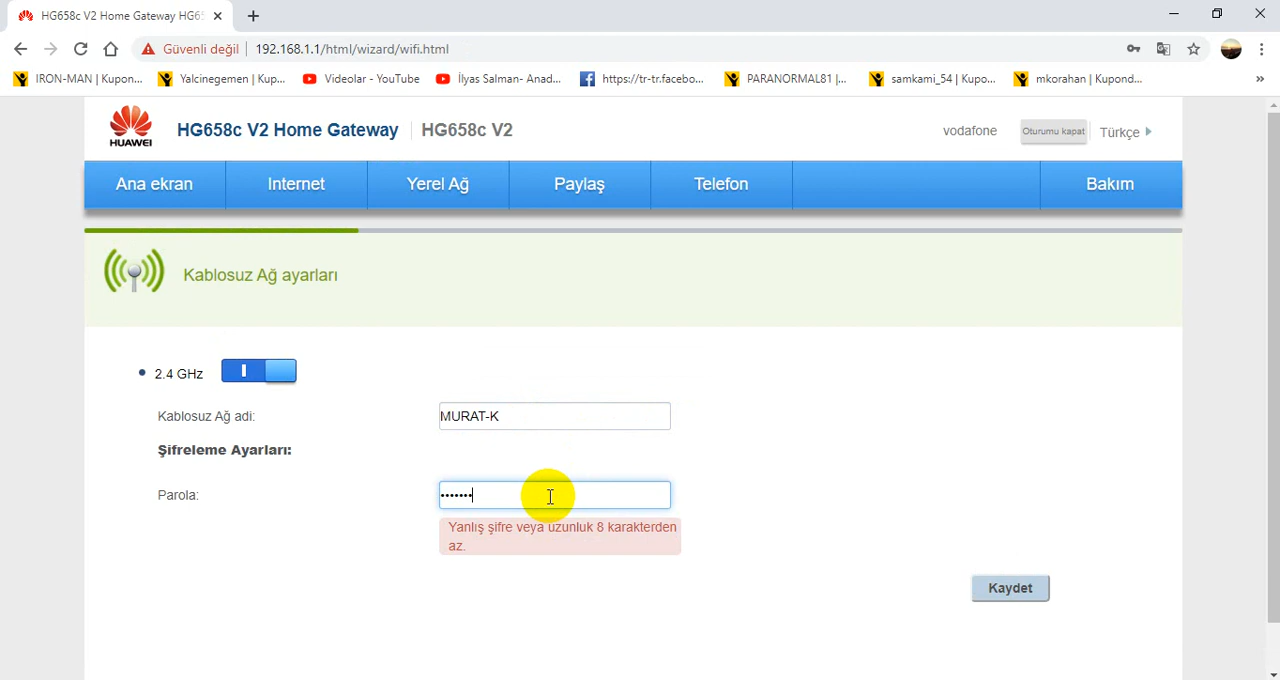 HG658c V2 Home Gateway HG65
Güvenli değil
192.168.1.1/html/wizard/wifi.html
IRON-MAN | Kupon...
Yalcinegemen | Kup...
Videolar - YouTube
İlyas Salman- Anad...
https://tr-tr.facebo...
PARANORMAL81 |...
samkami_54 | Kupo...
mkorahan | Kupond...
»
HUAWEI
HG658c V2 Home Gateway
HG658c V2
vodafone
Oturumu kapat
Türkçe
Ana ekran
Internet
Yerel Ağ
Paylaş
Telefon
Bakım
Kablosuz Ağ ayarları
2.4 GHz
Kablosuz Ağ adi:
MURAT-K
Şifreleme Ayarları:
Parola:
•••••••
Yanlış şifre veya uzunluk 8 karakterden
az.
Kaydet